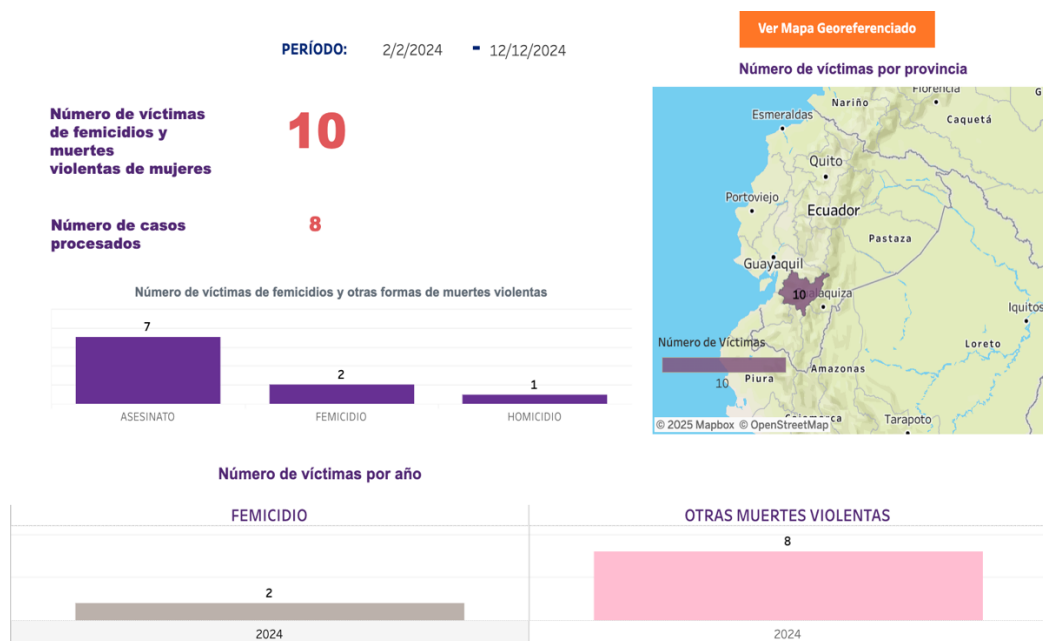 Ver Mapa Georeferenciado
PERÍODO: 2/2/2024 - 12/12/2024
Número de víctimas por provincia
Número de víctimas
de femicidios y
muertes
violentas de mujeres
10
Número de casos
procesados
8
Número de víctimas de femicidios y otras formas de muertes violentas
7
2
1
ASESINATO
FEMICIDIO
HOMICIDIO
Florencia
Nariño
Esmeraldas
Caquetá
Quito
Portoviejo
Ecuador
Pastaza
Guayaquil
10
Iquitos
Número de Víctimas
Loreto
Amazonas
10
Piura
Tarapoto
© 2025 Mapbox © OpenStreetMap
Número de víctimas por año
FEMICIDIO
OTRAS MUERTES VIOLENTAS
8
2
2024
2024